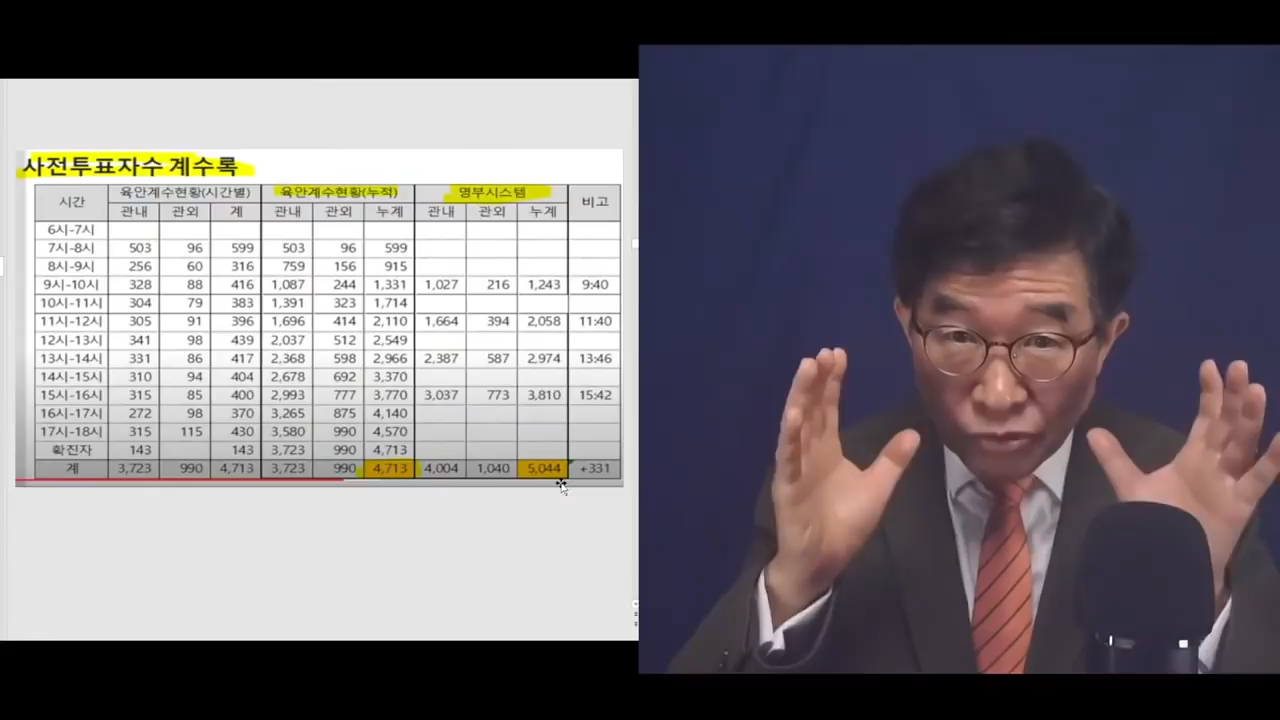 사전투표자수 계수록
시간 육안계수현황(시간별) 육안계수현황(누적) 명부시스템 비고
관내 관외 계 관내 관외 누계 관내 관외 누계
6시-7시
7시-8시 503 96 599 503 96 599
8시-9시 256 60 316 759 156 915
9시-10시 328 88 416 1,087 244 1,331 1,027 216 1,243 9:40
10시-11시 304 79 383 1,391 323 1,714
11시-12시 305 91 396 1,696 414 2,110 1,664 394 2,058 11:40
12시-13시 341 98 439 2,037 512 2,549
13시-14시 331 86 417 2,368 598 2,966 2,387 587 2,974 13:46
14시-15시 310 94 404 2,678 692 3,370
15시-16시 315 85 400 2,993 777 3,770 3,037 773 3,810 15:42
16시-17시 272 98 370 3,265 875 4,140
17시-18시 315 115 430 3,580 990 4,570
확진자 143 143 3,723 990 4,713
계 3,723 990 4,713 3,723 990 4,713 4,004 1,040 5,044 +331